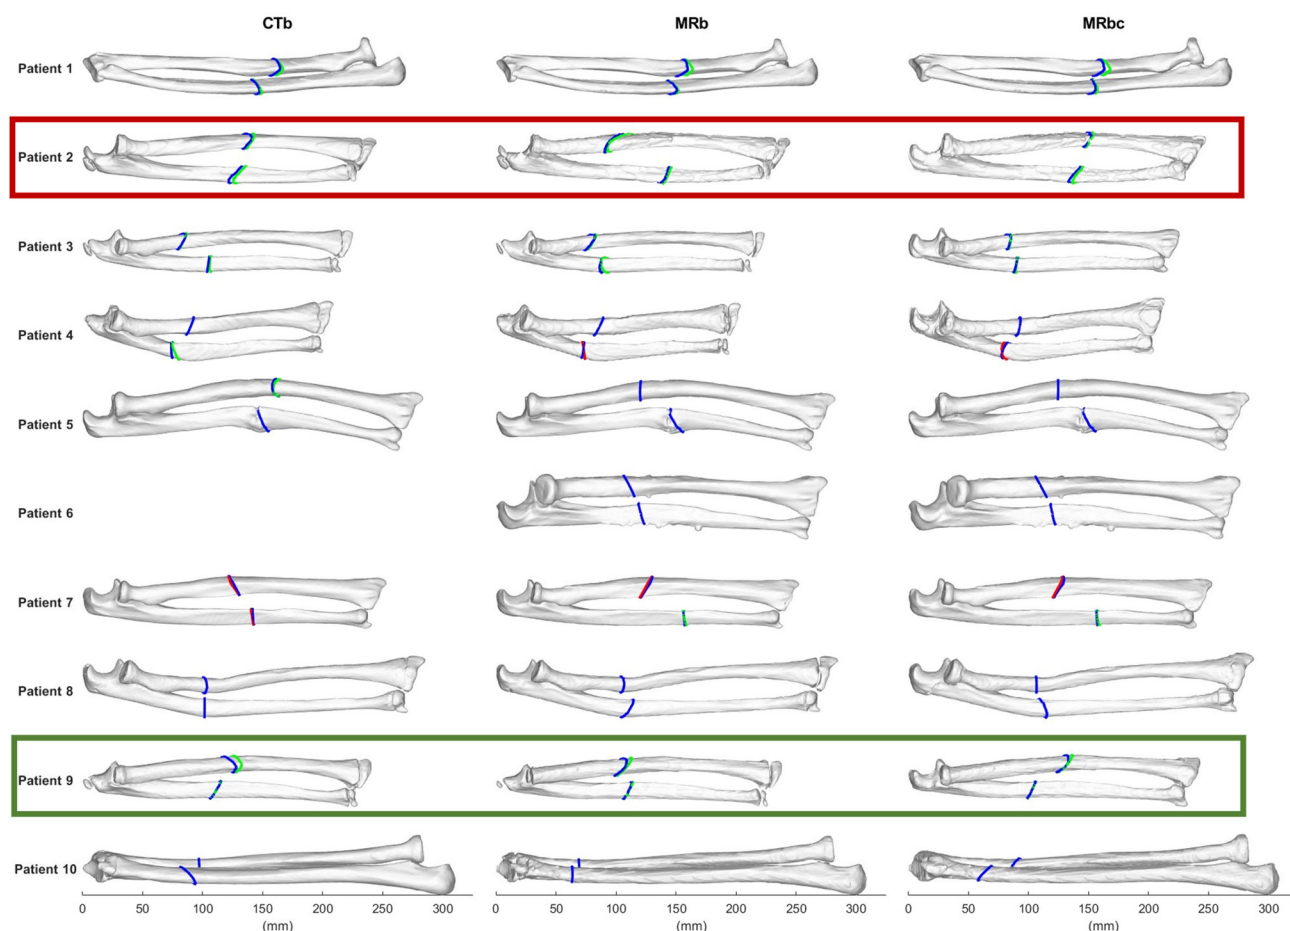 CTb MRb MRbc
Patient 1
Patient 2
Patient 3
Patient 4
Patient 5
Patient 6
Patient 7
Patient 8
Patient 9
Patient 10
0 50 100 150 200 250 300 0 50 100 150 200 250 300 0 50 100 150 200 250 300
(mm) (mm) (mm)